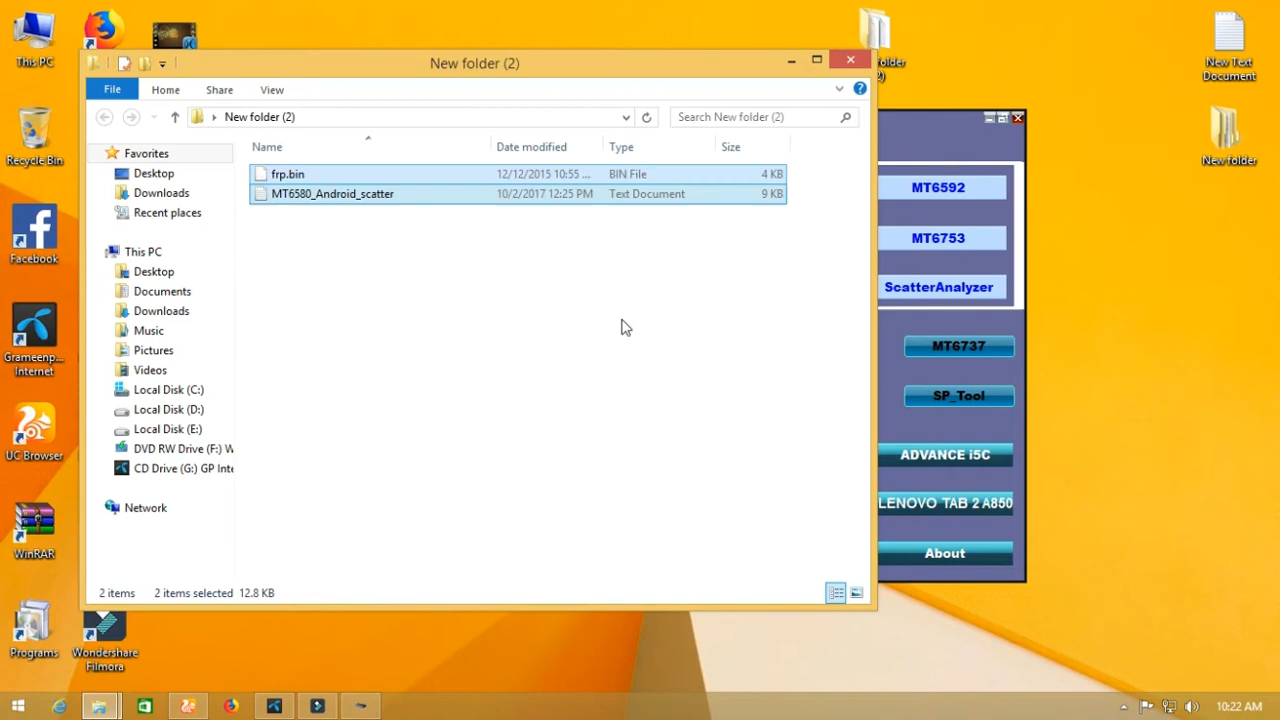 This PC
Recycle Bin
Facebook
Grameenp...
Internet
UC Browser
WinRAR
Programs
Wondershare
Filmora
New folder (2)
File
Home
Share
View
New folder (2)
Search New folder (2)
Favorites
Desktop
Downloads
Recent places
This PC
Desktop
Documents
Downloads
Music
Pictures
Videos
Local Disk (C:)
Local Disk (D:)
Local Disk (E:)
DVD RW Drive (F:) W
CD Drive (G:) GP Inte
Network
Name
Date modified
Type
Size
frp.bin
12/12/2015 10:55 ...
BIN File
4 KB
MT6580_Android_scatter
10/2/2017 12:25 PM
Text Document
9 KB
2 items
2 items selected
12.8 KB
older
2)
New Text
Document
New folder
MT6592
MT6753
ScatterAnalyzer
MT6737
SP_Tool
ADVANCE i5C
LENOVO TAB 2 A850
About
10:22 AM